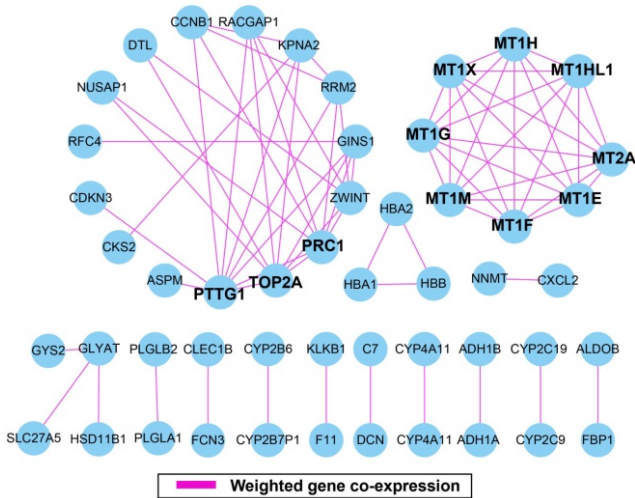 CCNB1
RACGAP1
DTL
KPNA2
NUSAP1
RRM2
RFC4
GINS1
CDKN3
ZWINT
CKS2
PRC1
ASPM
PTTG1
TOP2A
MT1H
MT1X
MT1HL1
MT1G
MT2A
MT1M
MT1E
MT1F
HBA2
HBA1
HBB
NNMT
CXCL2
GYS2
GLYAT
PLGLB2
CLEC1B
CYP2B6
KLKB1
C7
CYP4A11
ADH1B
CYP2C19
ALDOB
SLC27A5
HSD11B1
PLGLA1
FCN3
CYP2B7P1
F11
DCN
CYP4A11
ADH1A
CYP2C9
FBP1
Weighted gene co-expression